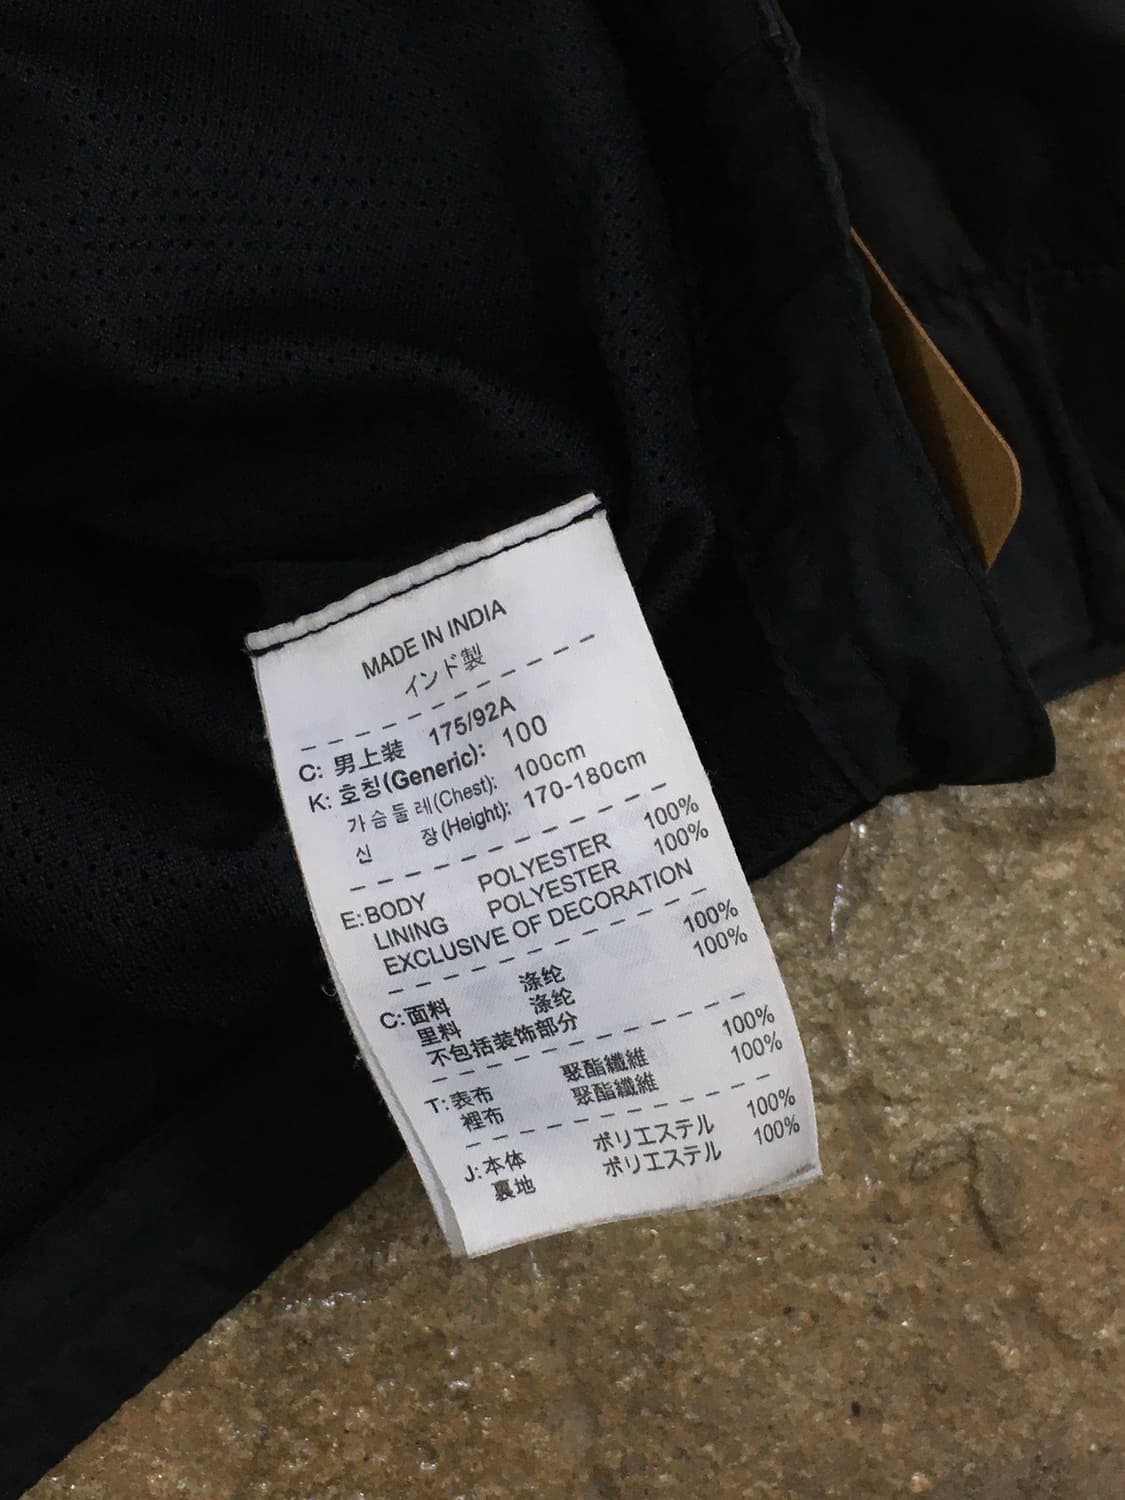 MADE IN INDIA
インド製
C: 男上装 175/92A
K: 호칭(Generic): 100
가슴둘레(Chest): 100cm
신 장(Height): 170-180cm
E: BODY POLYESTER 100%
LINING POLYESTER 100%
EXCLUSIVE OF DECORATION
C: 面料 涤纶 100%
里料 涤纶 100%
不包括装饰部分
T: 表布 聚酯纖維 100%
裡布 聚酯纖維 100%
J: 本体 ポリエステル 100%
裏地 ポリエステル 100%